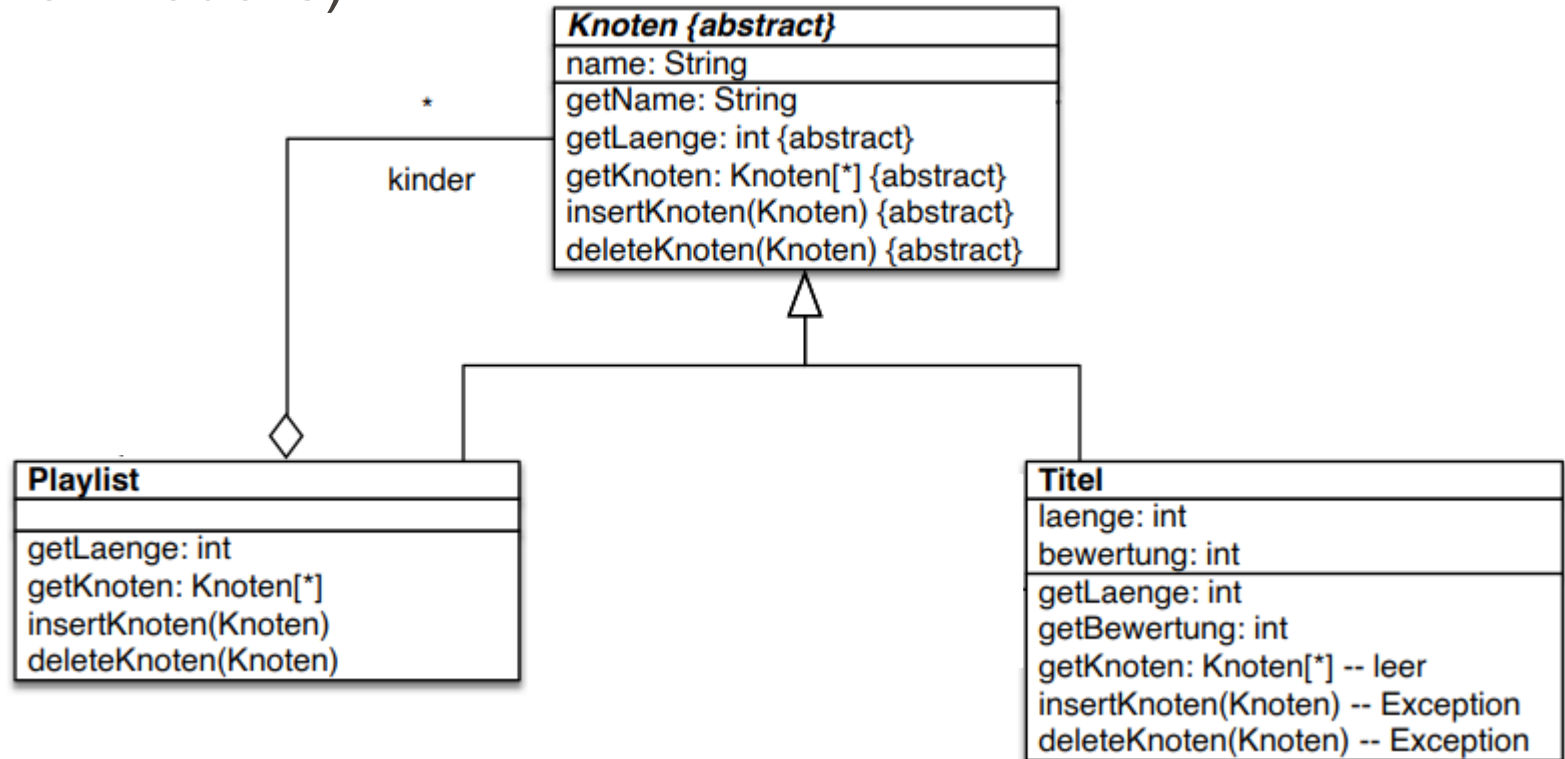 Knoten {abstract}
name: String
getName: String
getLaenge: int {abstract}
getKnoten: Knoten[*] {abstract}
insertKnoten(Knoten) {abstract}
deleteKnoten(Knoten) {abstract}
*
kinder
Playlist
getLaenge: int
getKnoten: Knoten[*]
insertKnoten(Knoten)
deleteKnoten(Knoten)
Titel
laenge: int
bewertung: int
getLaenge: int
getBewertung: int
getKnoten: Knoten[*] -- leer
insertKnoten(Knoten) -- Exception
deleteKnoten(Knoten) -- Exception